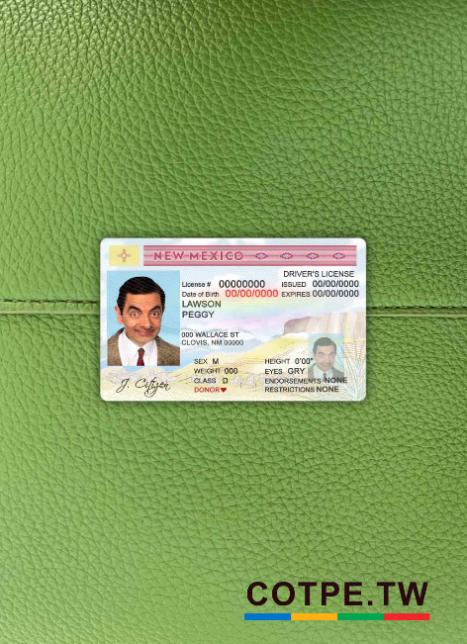 NEW MEXICO
DRIVER'S LICENSE
License # 00000000 ISSUED 00/00/0000
Date of Birth 00/00/0000 EXPIRES 00/00/0000
LAWSON
PEGGY
000 WALLACE ST
CLOVIS, NM 00000
SEX M HEIGHT 0'00"
WEIGHT 000 EYES GRY
CLASS D ENDORSEMENTS NONE
DONOR♥ RESTRICTIONS NONE
J. Citizen
COTPE.TW